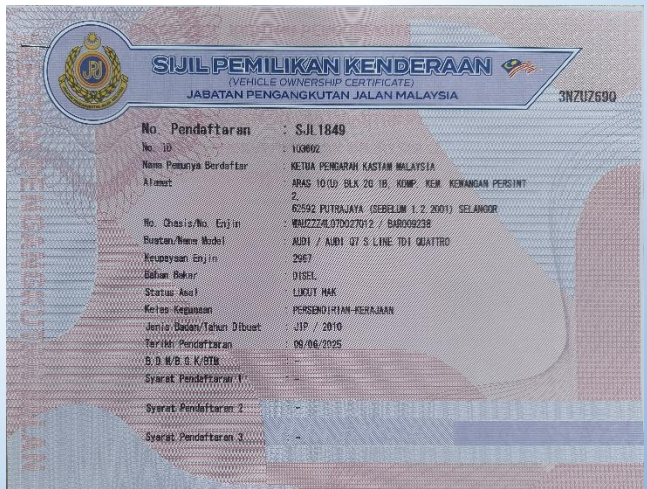 SIJIL PEMILIKAN KENDERAAN
(VEHICLE OWNERSHIP CERTIFICATE)
JABATAN PENGANGKUTAN JALAN MALAYSIA
3NZUZ69Q
No. Pendaftaran : SJL1849
No. ID : 103602
Nama Pemunya Berdaftar : KETUA PENGARAH KASTAM MALAYSIA
Alamat : ARAS 10(U) BLK 2G 1B, KOMP. KEM. KEWANGAN PERSINT
2,
62592 PUTRAJAYA (SEBELUM 1.2.2001) SELANGOR
No. Chasis/No. Enjin : WAUZZZ4L07D027012 / BAR009238
Buatan/Nama Model : AUDI / AUDI Q7 S LINE TDI QUATTRO
Keupayaan Enjin : 2967
Bahan Bakar : DISEL
Status Asal : LUCUT HAK
Kelas Kegunaan : PERSENDIRIAN-KERAJAAN
Jenis Badan/Tahun Dibuat : JIP / 2010
Tarikh Pendaftaran : 09/06/2025
B.D.M/B.G.K/BTM : -
Syarat Pendaftaran 1 : -
Syarat Pendaftaran 2 : -
Syarat Pendaftaran 3 : -